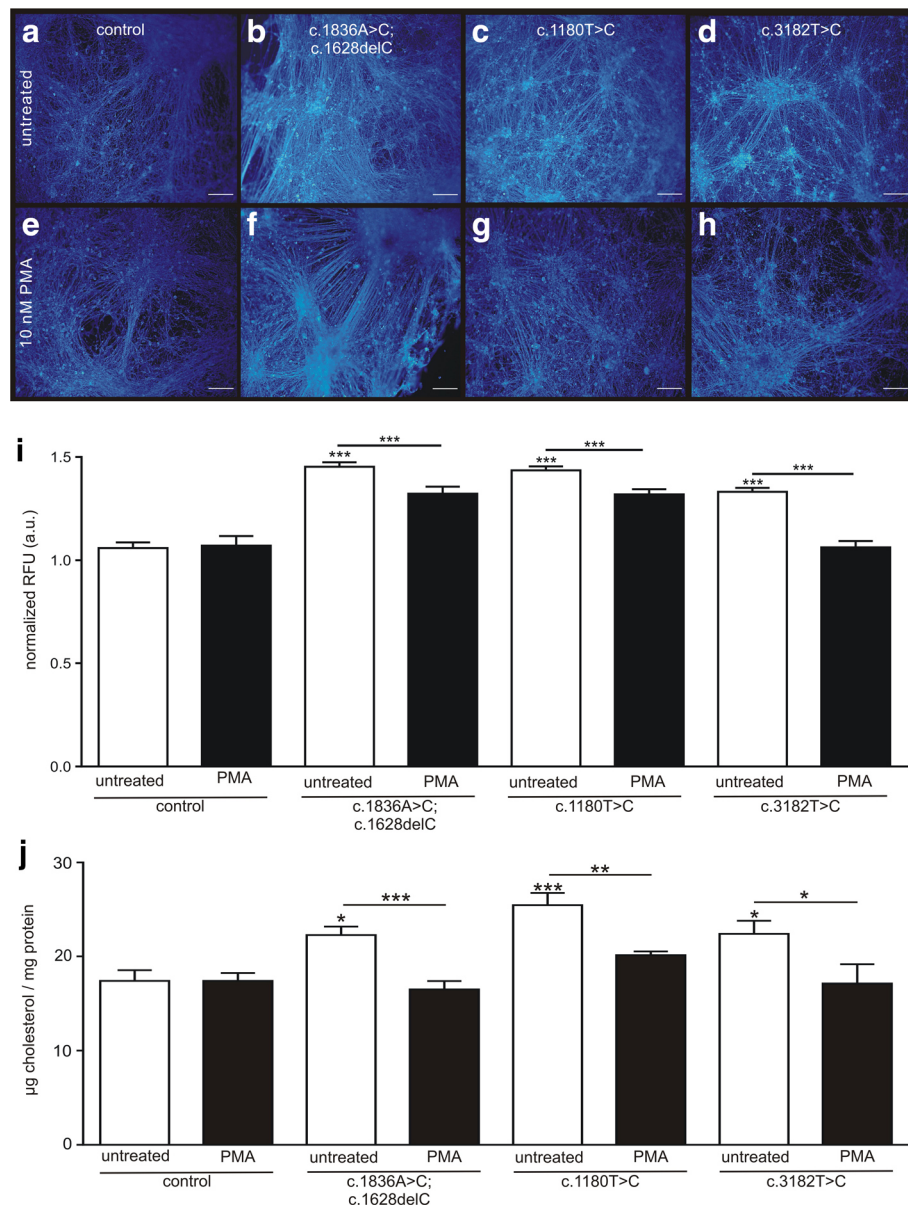 a
control
b
c.1836A>C;
c.1628delC
c
c.1180T>C
d
c.3182T>C
untreated
e
f
g
h
10 nM PMA
i
normalized RFU (a.u.)
1.5
1.0
0.5
0.0
***
***
***
***
***
***
untreated
PMA
untreated
PMA
untreated
PMA
untreated
PMA
control
c.1836A>C;
c.1628delC
c.1180T>C
c.3182T>C
j
µg cholesterol / mg protein
30
20
10
0
*
***
***
**
*
*
untreated
PMA
untreated
PMA
untreated
PMA
untreated
PMA
control
c.1836A>C;
c.1628delC
c.1180T>C
c.3182T>C